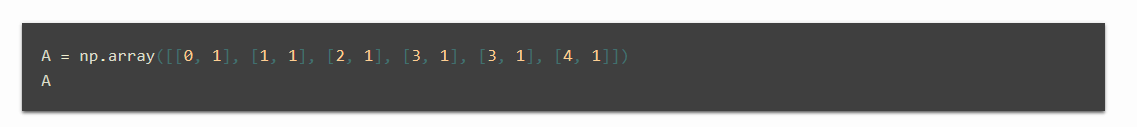 A = np.array([[0, 1], [1, 1], [2, 1], [3, 1], [3, 1], [4, 1]])
A